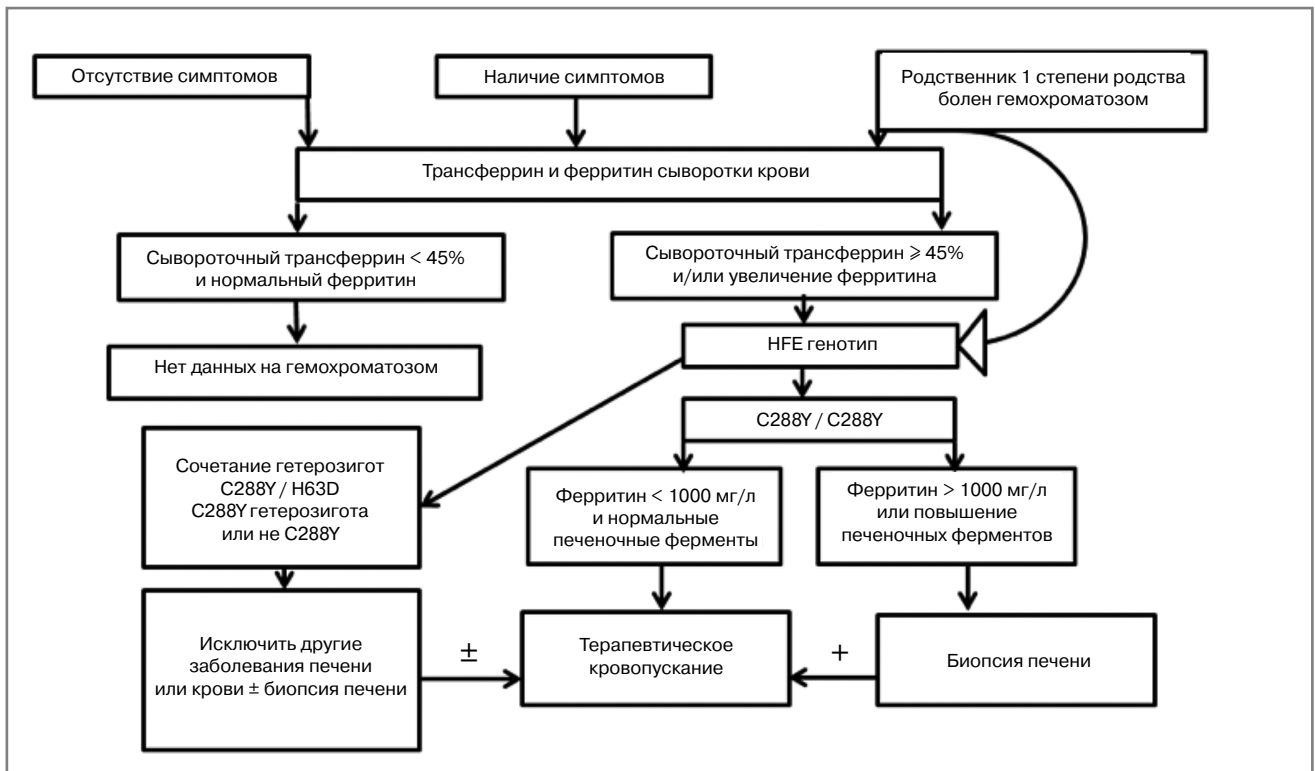 Отсутствие симптомов
Наличие симптомов
Родственник 1 степени родства
болен гемохроматозом
Трансферрин и ферритин сыворотки крови
Сывороточный трансферрин < 45%
и нормальный ферритин
Сывороточный трансферрин ⩾ 45%
и/или увеличение ферритина
Нет данных на гемохроматозом
HFE генотип
C288Y / C288Y
Сочетание гетерозигот
C288Y / H63D
C288Y гетерозигота
или не C288Y
Ферритин < 1000 мг/л
и нормальные
печеночные ферменты
Ферритин > 1000 мг/л
или повышение
печеночных ферментов
Исключить другие
заболевания печени
или крови ± биопсия печени
±
Терапевтическое
кровопускание
+
Биопсия печени